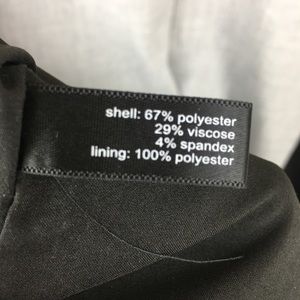 shell: 67% polyester
29% viscose
4% spandex
lining: 100% polyester